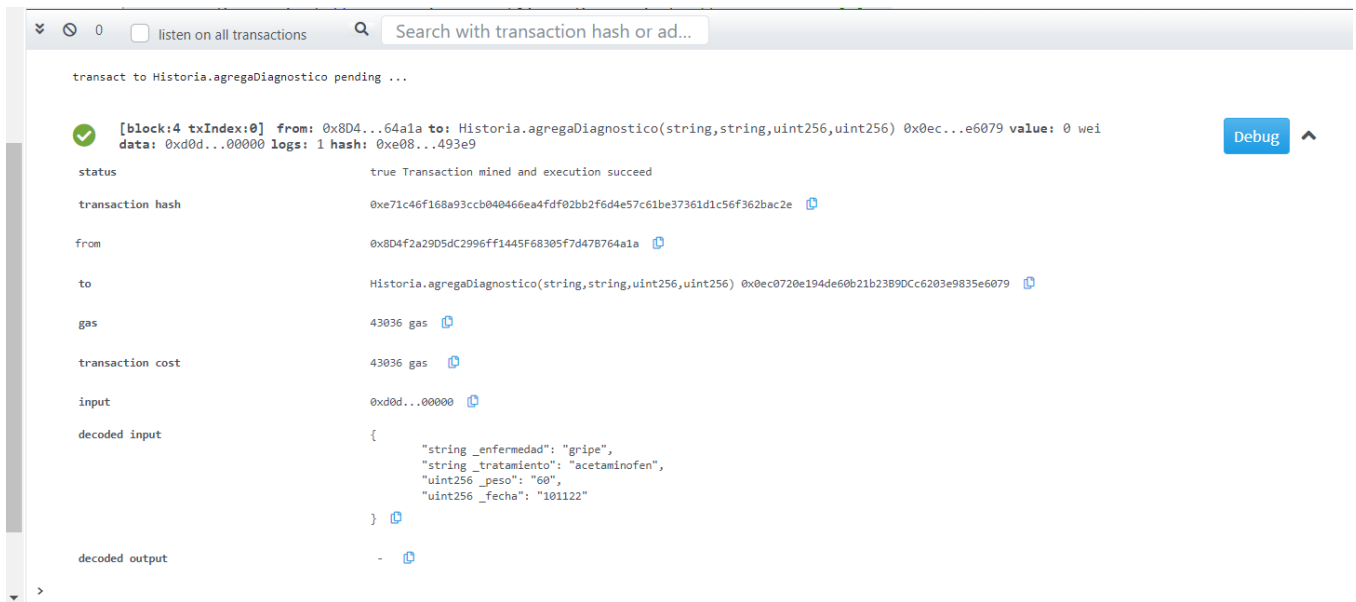 0 listen on all transactions Search with transaction hash or ad...
transact to Historia.agregaDiagnostico pending ...
[block:4 txIndex:0] from: 0x8D4...64a1a to: Historia.agregaDiagnostico(string,string,uint256,uint256) 0x0ec...e6079 value: 0 wei
data: 0xd0d...00000 logs: 1 hash: 0xe08...493e9
Debug
status true Transaction mined and execution succeed
transaction hash 0xe71c46f168a93ccb040466ea4fdf02bb2f6d4e57c61be37361d1c56f362bac2e
from 0x8D4f2a29D5dC2996ff1445F68305f7d47B764a1a
to Historia.agregaDiagnostico(string,string,uint256,uint256) 0x0ec0720e194de60b21b23B9DCc6203e9835e6079
gas 43036 gas
transaction cost 43036 gas
input 0xd0d...00000
decoded input {
"string _enfermedad": "gripe",
"string _tratamiento": "acetaminofen",
"uint256 _peso": "60",
"uint256 _fecha": "101122"
}
decoded output -
>